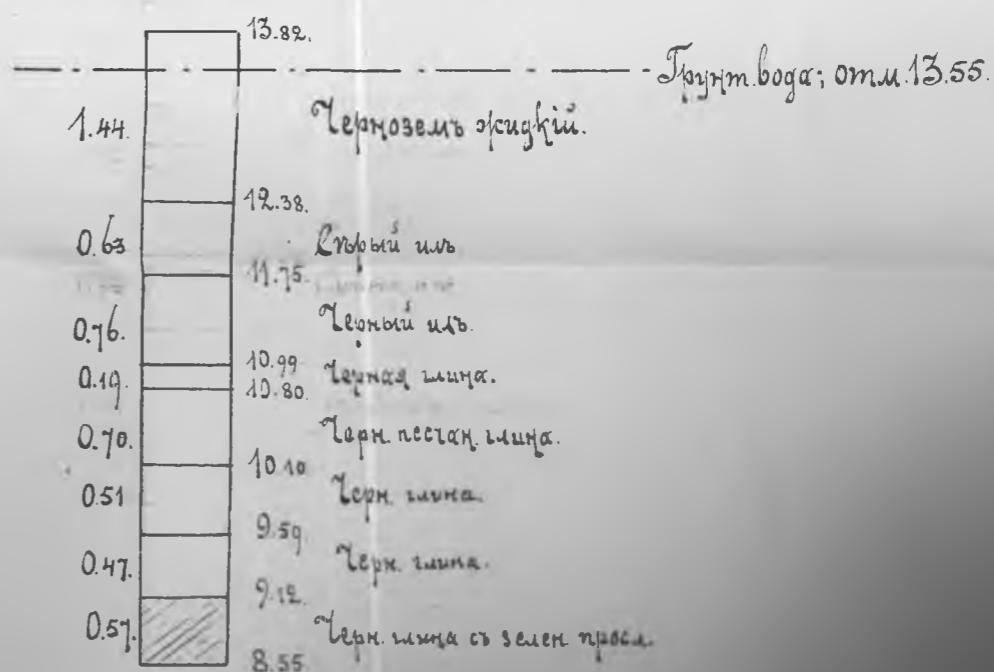 13.82.
Грунт. вода; отм. 13.55.
1.44. Черноземъ жидкій.
12.38.
0.63 Сѣрый илъ
11.75.
0.76. Черный илъ.
10.99
0.19. Черная глина.
10.80.
0.70. Черн. песчан. глина.
10.10
0.51 Черн. глина.
9.59.
0.47. Черн. глина.
9.12.
0.57. Черн. глина съ зелен просл.
8.55